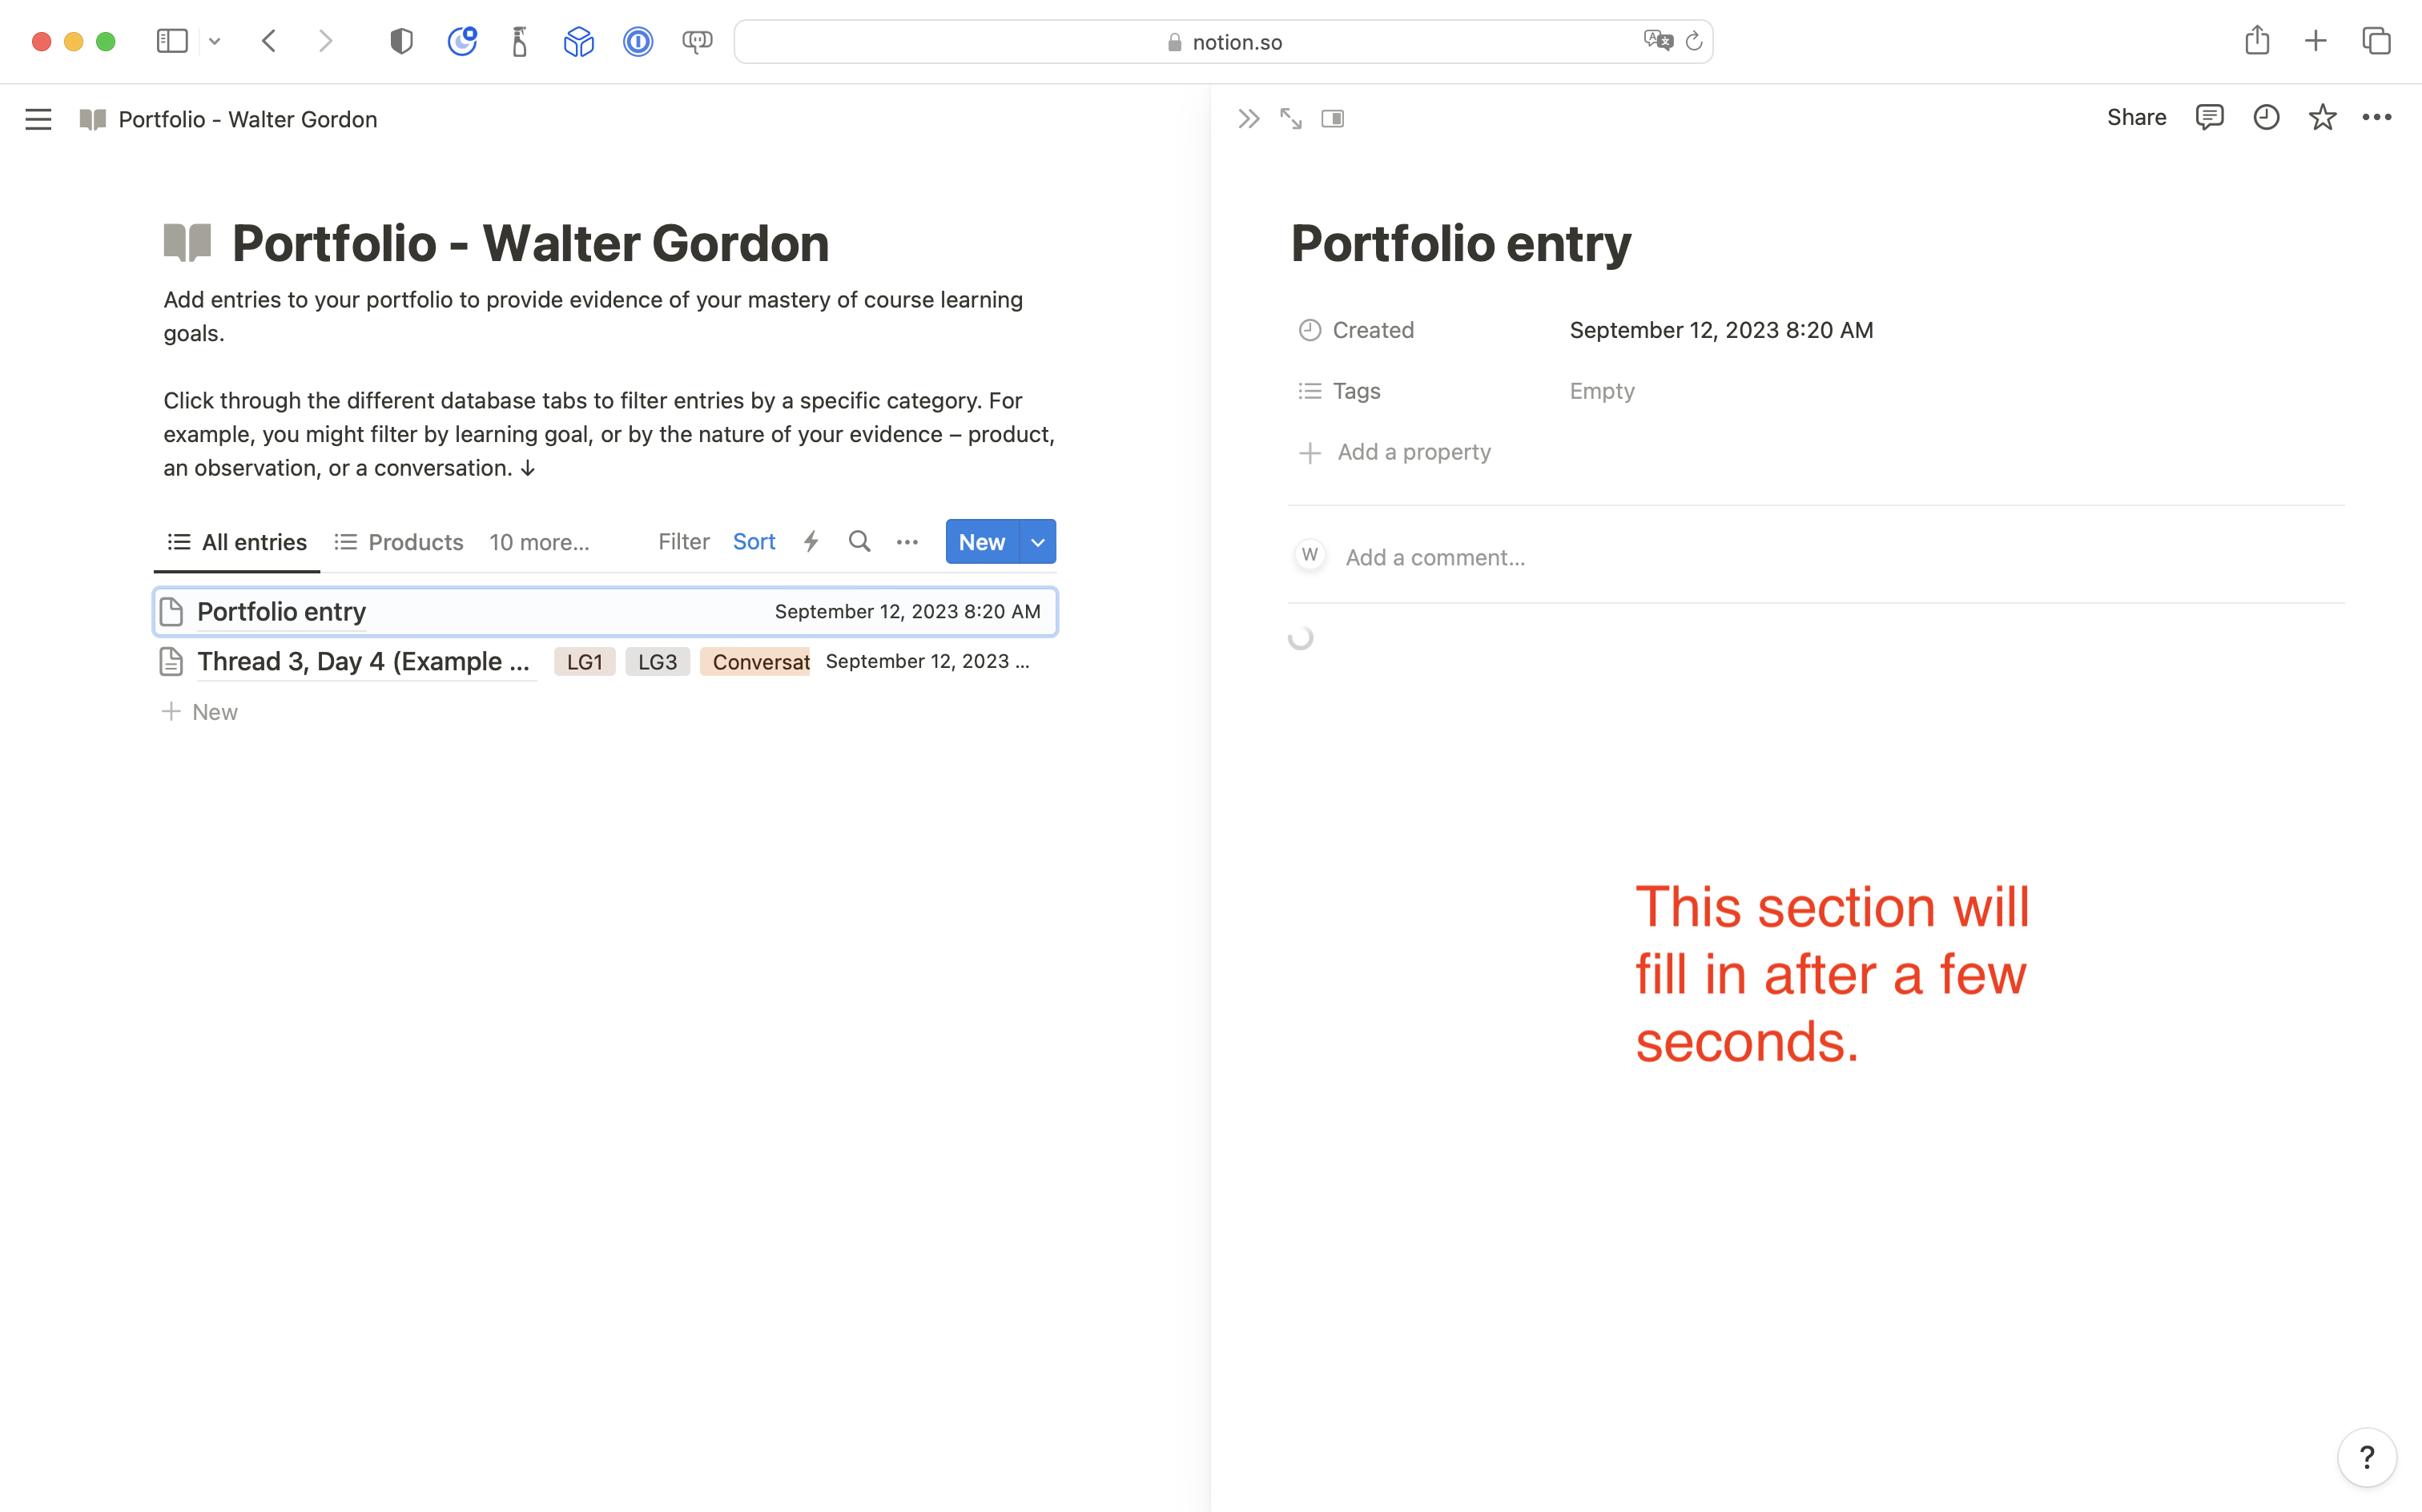 notion.so
Portfolio - Walter Gordon
Share
Portfolio - Walter Gordon
Add entries to your portfolio to provide evidence of your mastery of course learning
goals.
Click through the different database tabs to filter entries by a specific category. For
example, you might filter by learning goal, or by the nature of your evidence – product,
an observation, or a conversation. ↓
All entries Products 10 more... Filter Sort New
Portfolio entry September 12, 2023 8:20 AM
Thread 3, Day 4 (Example ... LG1 LG3 Conversat September 12, 2023 ...
New
Portfolio entry
Created September 12, 2023 8:20 AM
Tags Empty
Add a property
W Add a comment...
This section will
fill in after a few
seconds.
?